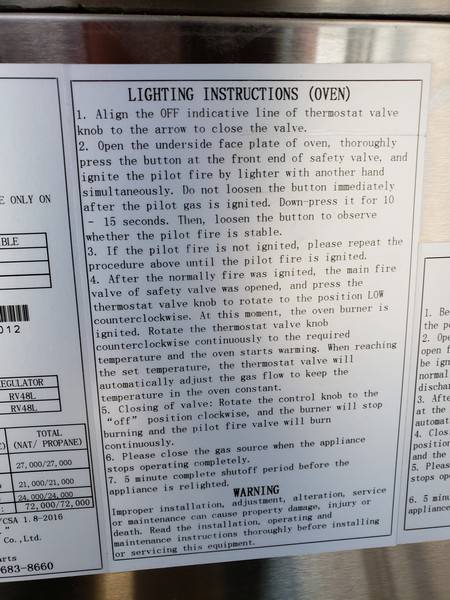 LIGHTING INSTRUCTIONS (OVEN)
1. Align the OFF indicative line of thermostat valve
knob to the arrow to close the valve.
2. Open the underside face plate of oven, thoroughly
press the button at the front end of safety valve, and
ignite the pilot fire by lighter with another hand
simultaneously. Do not loosen the button immediately
after the pilot gas is ignited. Down-press it for 10
- 15 seconds. Then, loosen the button to observe
whether the pilot fire is stable.
3. If the pilot fire is not ignited, please repeat the
procedure above until the pilot fire is ignited.
4. After the normally fire was ignited, the main fire
valve of safety valve was opened, and press the
thermostat valve knob to rotate to the position LOW
counterclockwise. At this moment, the oven burner is
ignited. Rotate the thermostat valve knob
counterclockwise continuously to the required
temperature and the oven starts warming. When reaching
the set temperature, the thermostat valve will
automatically adjust the gas flow to keep the
temperature in the oven constant.
5. Closing of valve: Rotate the control knob to the
“off” position clockwise, and the burner will stop
burning and the pilot fire valve will burn
continuously.
6. Please close the gas source when the appliance
stops operating completely.
7. 5 minute complete shutoff period before the
appliance is relighted.
WARNING
Improper installation, adjustment, alteration, service
or maintenance can cause property damage, injury or
death. Read the installation, operating and
maintenance instructions thoroughly before installing
or servicing this equipment.
E ONLY ON
BLE
012
EGULATOR
RV48L
RV48L
TOTAL
(NAT/ PROPANE)
27,000/27,000
21,000/21,000
24,000/24,000
72,000/72,000
/CSA 1.8-2016
Co., Ltd.
arts
683-8660
1. Be
the p
2. Ope
open f
be ign
normal
dischar
3. Afte
at the
automat
4. Clos
position
and the
5. Pleas
stops op
6. 5 minu
appliance